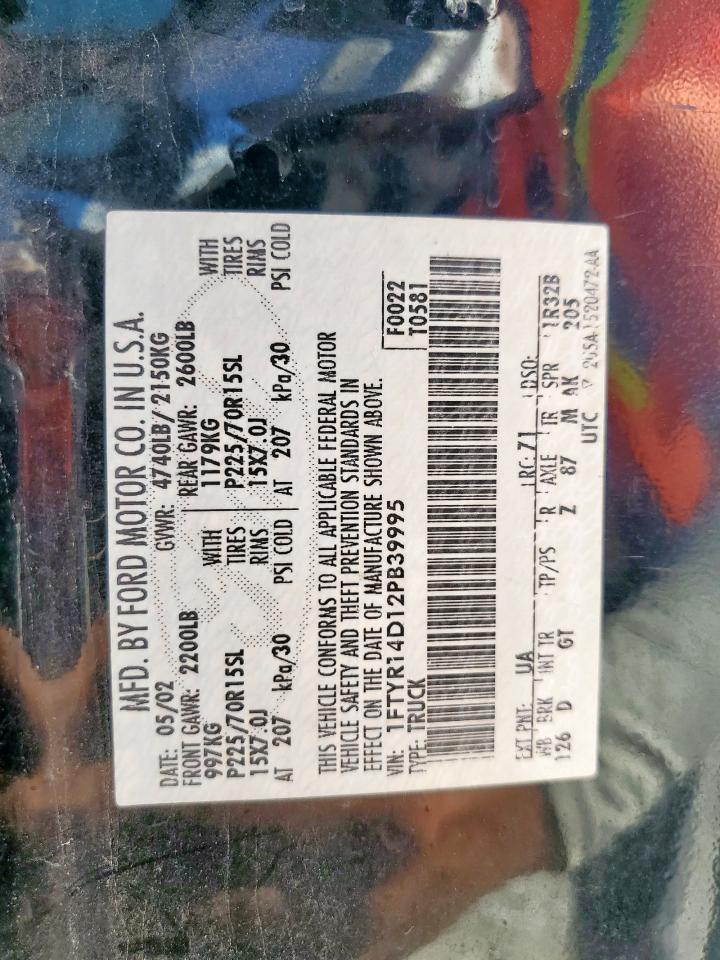 MFD. BY FORD MOTOR CO. IN U.S.A.
DATE: 05/02 GVWR: 4740LB/ 2150KG
FRONT GAWR: 2200LB REAR GAWR: 2600LB
997KG WITH 1179KG WITH
P225/70R15SL TIRES P225/70R15SL TIRES
15X7.0J RIMS 15X7.0J RIMS
AT 207 kPa/30 PSI COLD AT 207 kPa/30 PSI COLD
THIS VEHICLE CONFORMS TO ALL APPLICABLE FEDERAL MOTOR
VEHICLE SAFETY AND THEFT PREVENTION STANDARDS IN
EFFECT ON THE DATE OF MANUFACTURE SHOWN ABOVE.
VIN: 1FTYR14D12PB39995 F0022
TYPE: TRUCK T0581
EXT PNT: UA RC: 71 DSO:
WB BRK INT TR TP/PS R AXLE TR SPR 1R32B
126 D GT Z 87 M AK 205
UTC